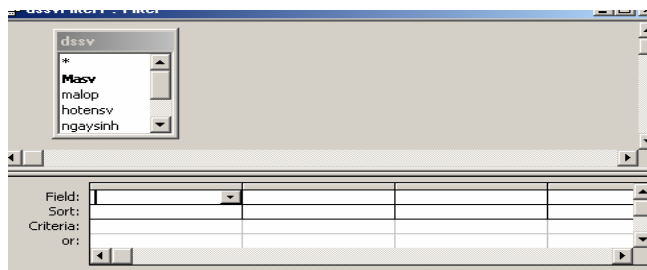 dssvFilter1 : Filter
dssv
*
Masv
malop
hotensv
ngaysinh
Field:
Sort:
Criteria:
or: